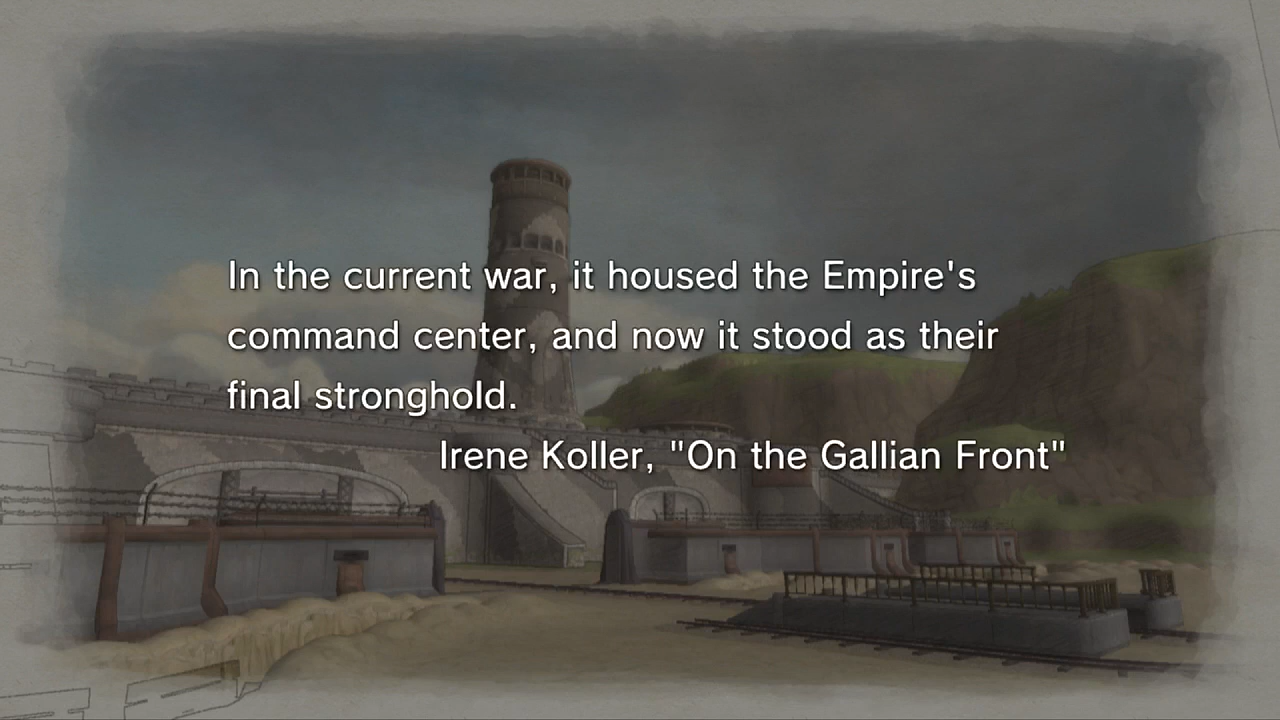 In the current war, it housed the Empire's
command center, and now it stood as their
final stronghold.
Irene Koller, "On the Gallian Front"